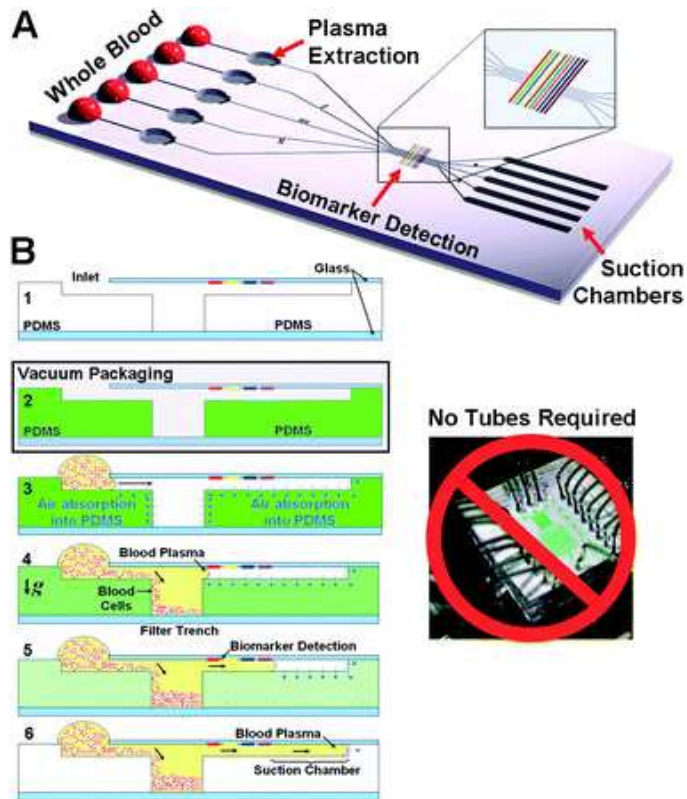 A
Whole Blood
Plasma
Extraction
Biomarker Detection
Suction
Chambers
B
Inlet
Glass
1
PDMS
PDMS
Vacuum Packaging
2
PDMS
PDMS
No Tubes Required
3
Air absorption
into PDMS
Air absorption
into PDMS
4
Blood Plasma
g
Blood
Cells
Filter Trench
5
Biomarker Detection
6
Blood Plasma
Suction Chamber